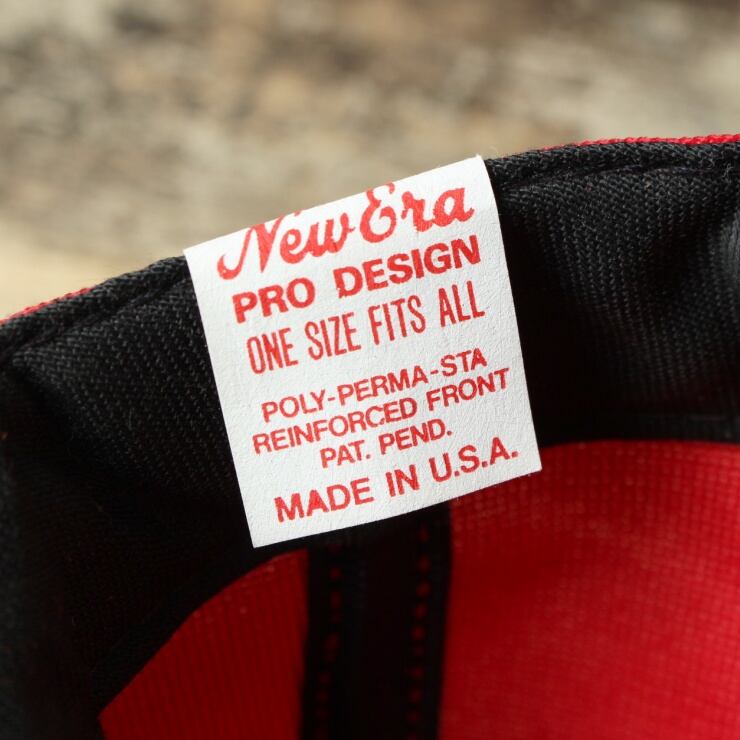 New Era
PRO DESIGN
ONE SIZE FITS ALL
POLY-PERMA-STA
REINFORCED FRONT
PAT. PEND.
MADE IN U.S.A.